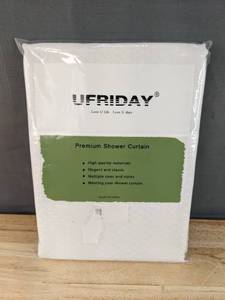 UFRIDAY®
Love U life Love U days
Premium Shower Curtain
High quality materials
Elegant and classic
Multiple sizes and styles
Meeting your shower curtain